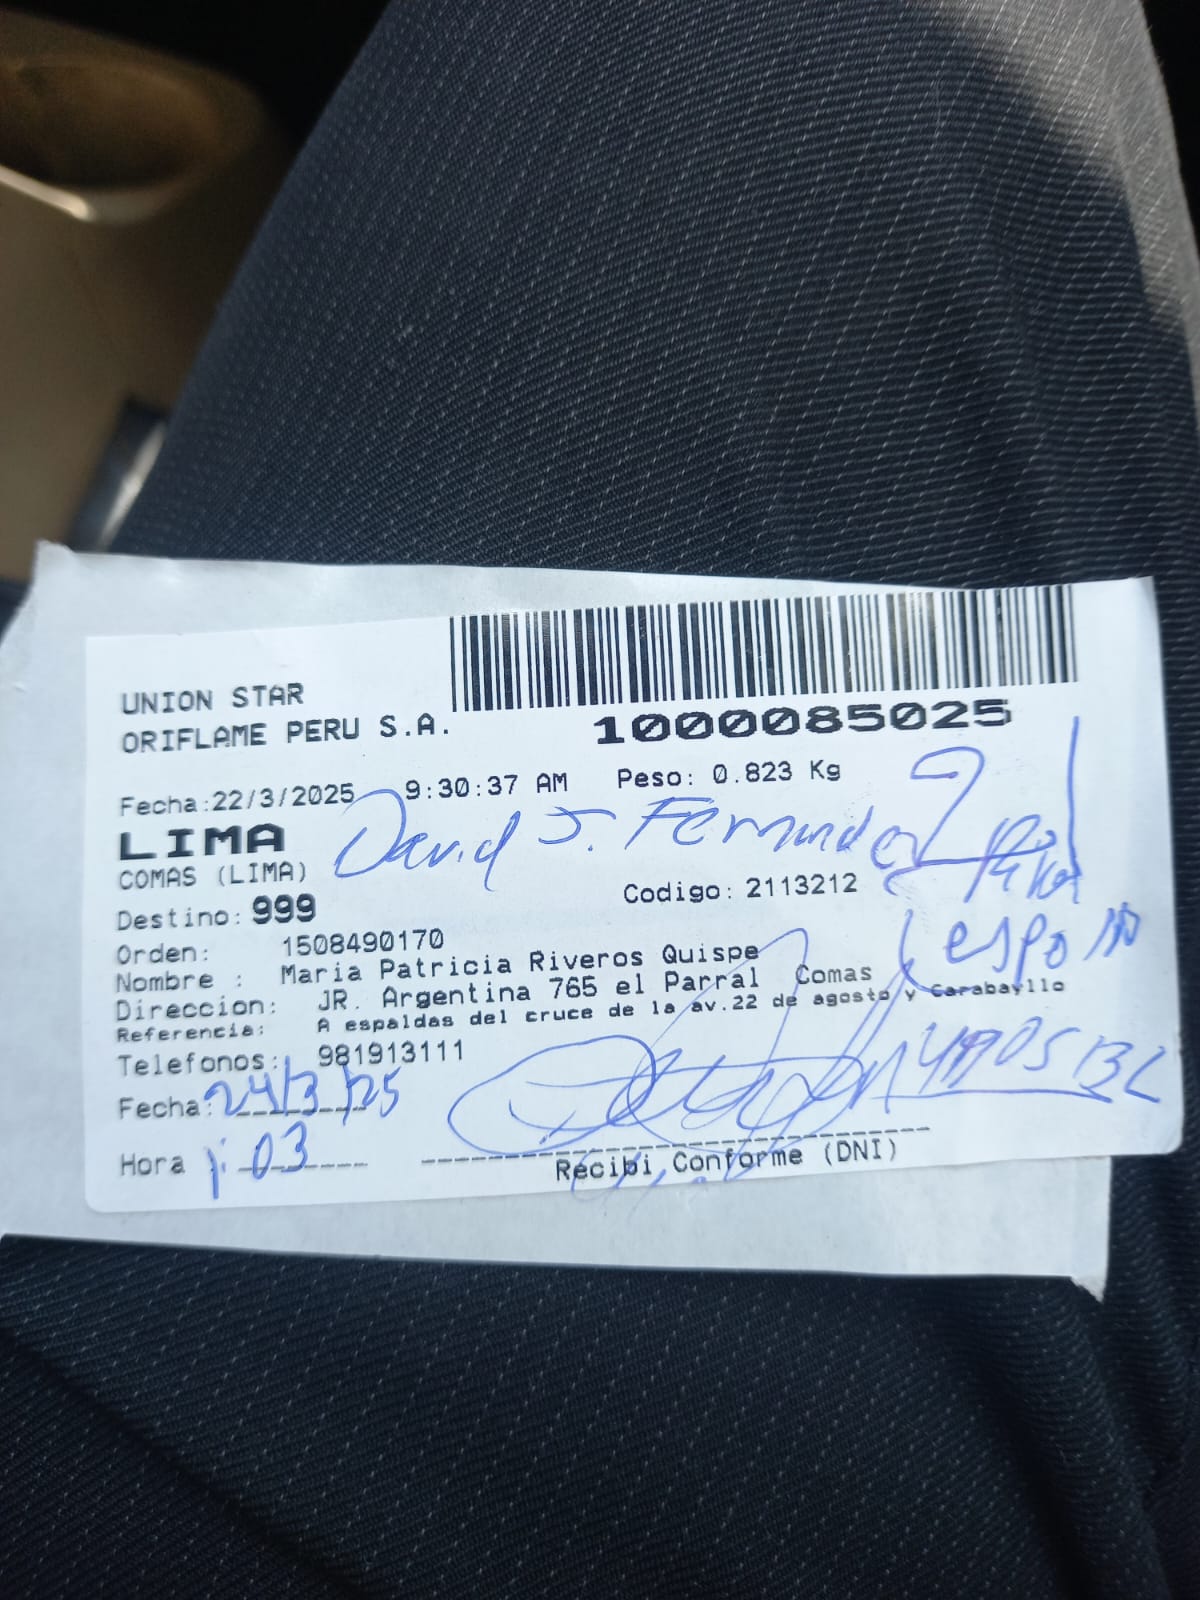 UNION STAR
ORIFLAME PERU S.A.
1000085025
Fecha:22/3/2025 9:30:37 AM Peso: 0.823 Kg
LIMA
David J. Fernandez
COMAS (LIMA)
Codigo: 2113212
Destino: 999
Orden: 1508490170
esposo
Nombre : Maria Patricia Riveros Quispe
Direccion: JR. Argentina 765 el Parral Comas
Referencia: A espaldas del cruce de la av.22 de agosto y Carabayllo
Telefonos: 981913111
Fecha: 24/3/25
Hora 1:03
Recibi Conforme (DNI)